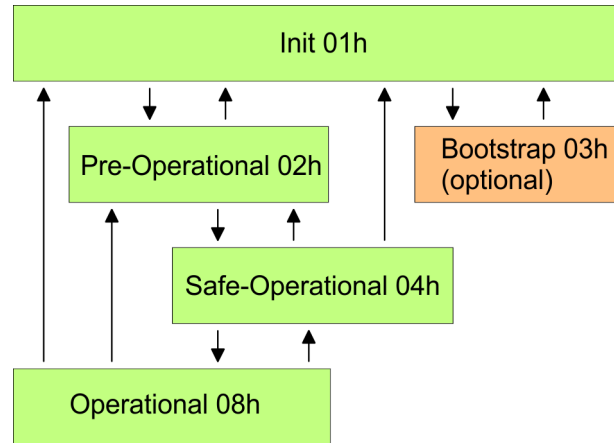 Init 01h
Pre-Operational 02h
Bootstrap 03h
(optional)
Safe-Operational 04h
Operational 08h